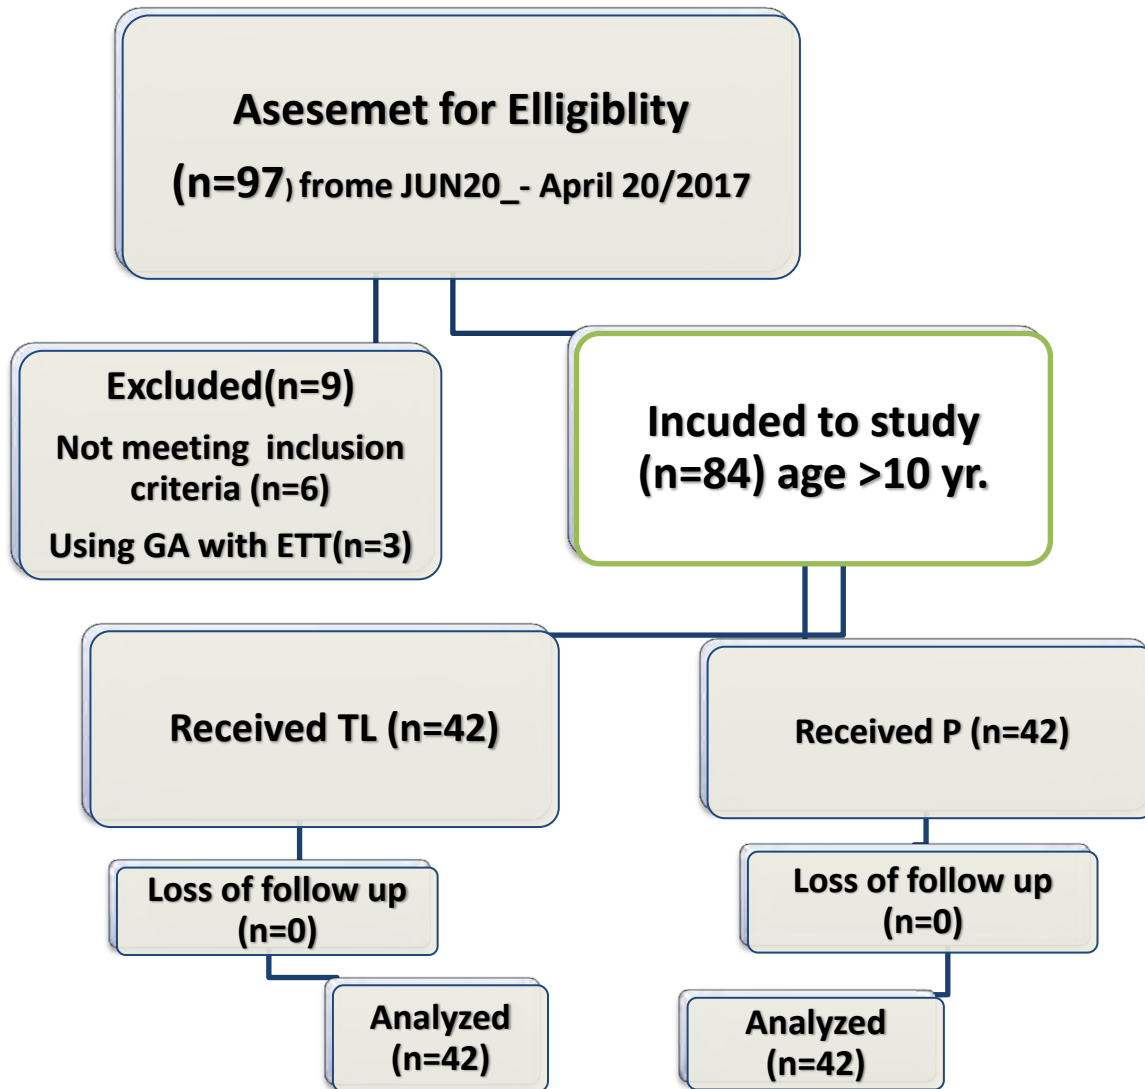 Asesemet for Elligiblity
(n=97) frome JUN20_- April 20/2017
Excluded(n=9)
Not meeting inclusion
criteria (n=6)
Using GA with ETT(n=3)
Incuded to study
(n=84) age >10 yr.
Received TL (n=42)
Received P (n=42)
Loss of follow up
(n=0)
Loss of follow up
(n=0)
Analyzed
(n=42)
Analyzed
(n=42)